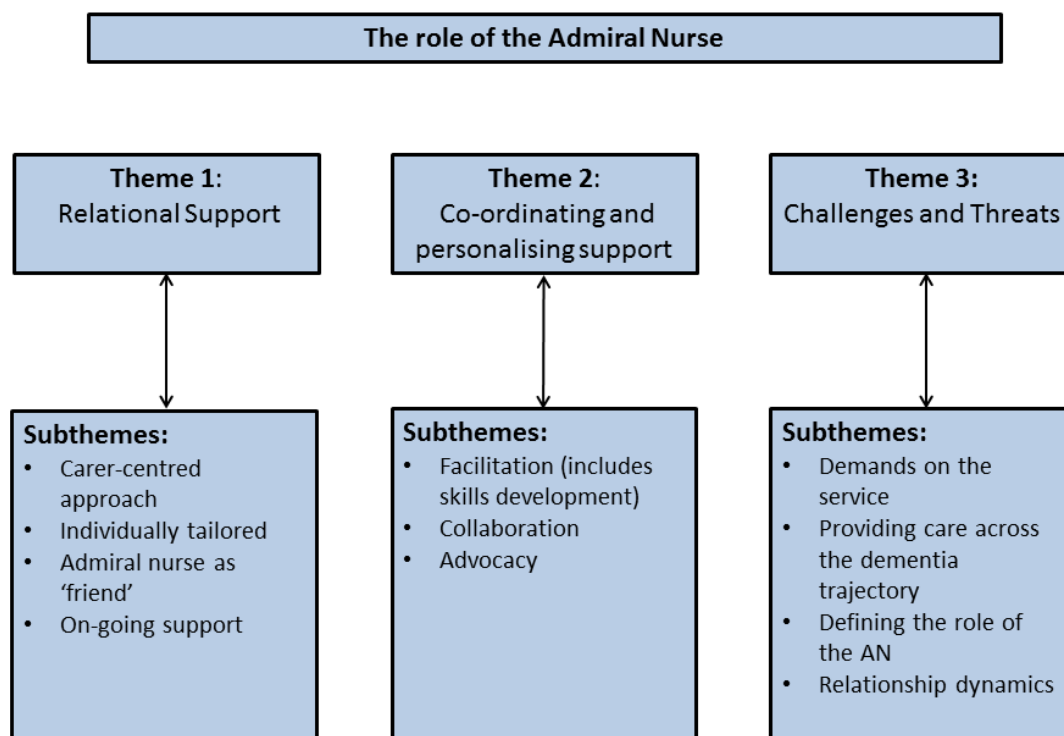 The role of the Admiral Nurse
Theme 1:
Relational Support
Theme 2:
Co-ordinating and
personalising support
Theme 3:
Challenges and Threats
Subthemes:
• Carer-centred
approach
• Individually tailored
• Admiral nurse as
‘friend’
• On-going support
Subthemes:
• Facilitation (includes
skills development)
• Collaboration
• Advocacy
Subthemes:
• Demands on the
service
• Providing care across
the dementia
trajectory
• Defining the role of
the AN
• Relationship dynamics